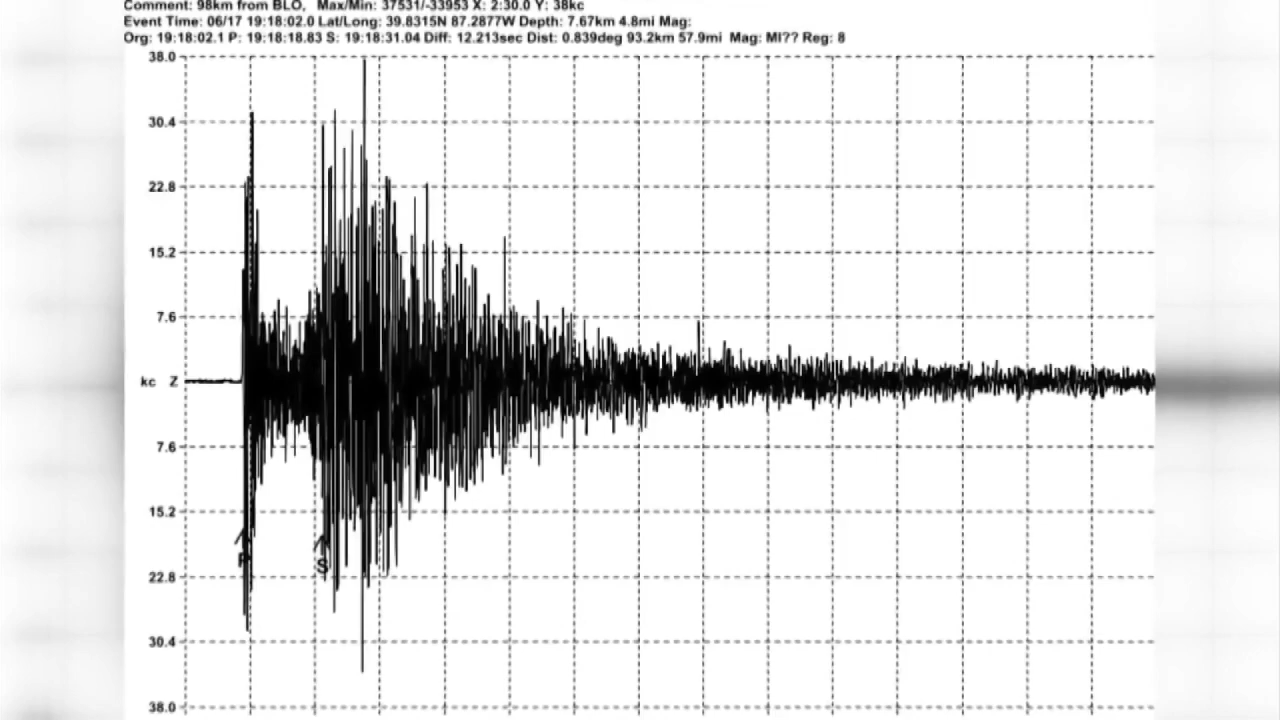 Comment: 98km from BLO, Max/Min: 37531/-33953 X: 2:30.0 Y: 38kc
Event Time: 06/17 19:18:02.0 Lat/Long: 39.8315N 87.2877W Depth: 7.67km 4.8mi Mag:
Org: 19:18:02.1 P: 19:18:18.83 S: 19:18:31.04 Diff: 12.213sec Dist: 0.839deg 93.2km 57.9mi Mag: MI?? Reg: 8
38.0
30.4
22.8
15.2
7.6
kc Z
7.6
15.2
P
S
22.8
30.4
38.0